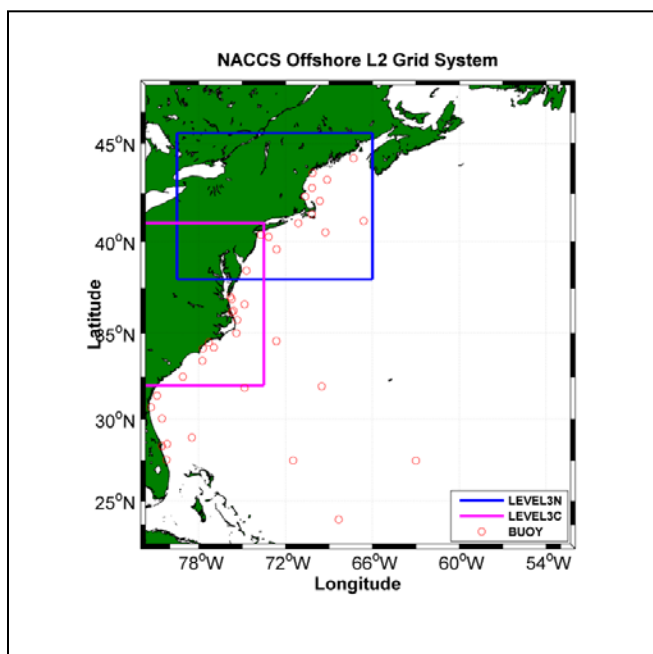 NACCS Offshore L2 Grid System
45°N
40°N
35°N
30°N
25°N
Latitude
78°W 72°W 66°W 60°W 54°W
Longitude
LEVEL3N
LEVEL3C
BUOY